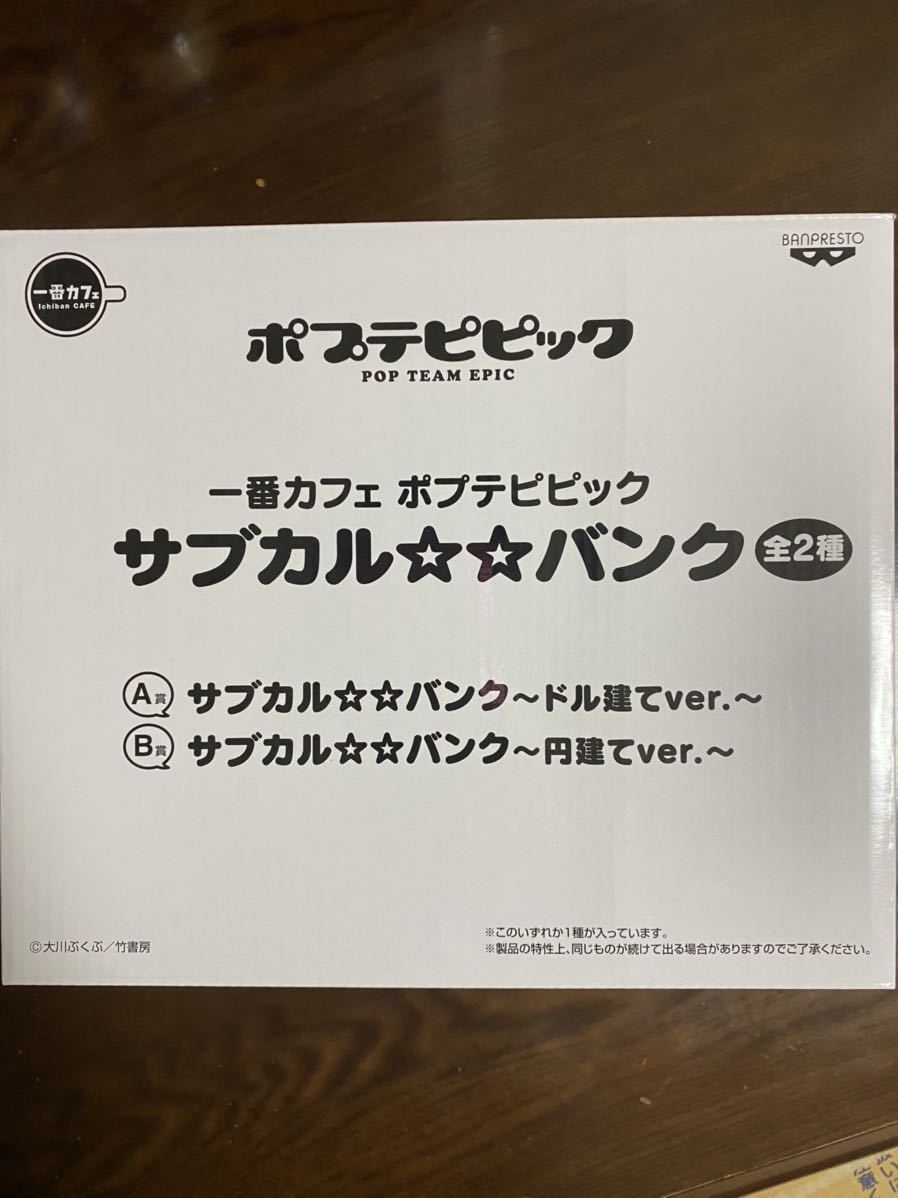 BANPRESTO
一番カフェ
Ichiban CAFE
ポプテピピック
POP TEAM EPIC
一番カフェ ポプテピピック
サブカル☆☆バンク 全2種
A賞 サブカル☆☆バンク~ドル建てver.~
B賞 サブカル☆☆バンク~円建てver.~
※このいずれか1種が入っています。
※製品の特性上、同じものが続けて出る場合がありますのでご了承ください。
©大川ぶくぶ/竹書房